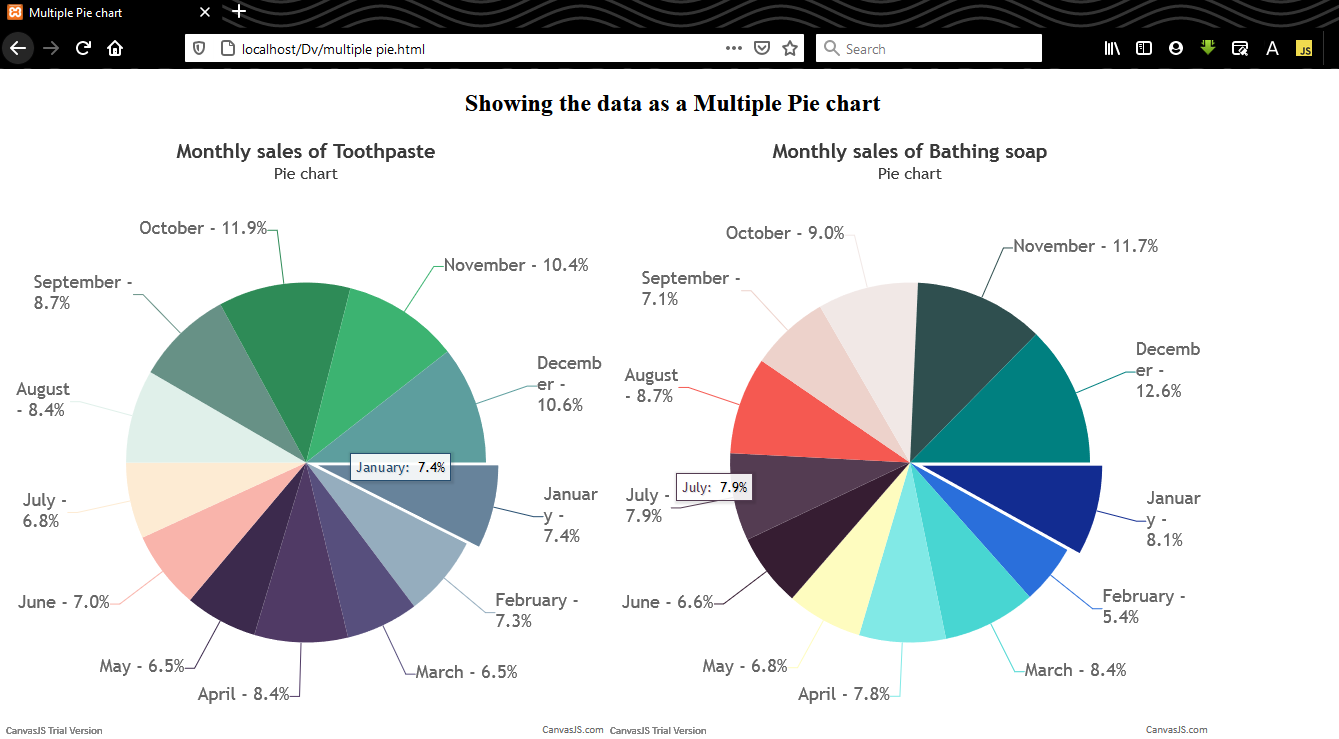 Multiple Pie chart
localhost/Dv/multiple pie.html
Search
A
JS
Showing the data as a Multiple Pie chart
Monthly sales of Toothpaste
Pie chart
October - 11.9%
November - 10.4%
September -
8.7%
Decemb
er -
10.6%
August
- 8.4%
January: 7.4%
July -
6.8%
Januar
y -
7.4%
June - 7.0%
February -
7.3%
May - 6.5%
March - 6.5%
April - 8.4%
CanvasJS Trial Version
CanvasJS.com
Monthly sales of Bathing soap
Pie chart
October - 9.0%
November - 11.7%
September -
7.1%
Decemb
er -
12.6%
August
- 8.7%
July: 7.9%
July -
7.9%
Januar
y -
8.1%
June - 6.6%
February -
5.4%
May - 6.8%
March - 8.4%
April - 7.8%
CanvasJS Trial Version
CanvasJS.com